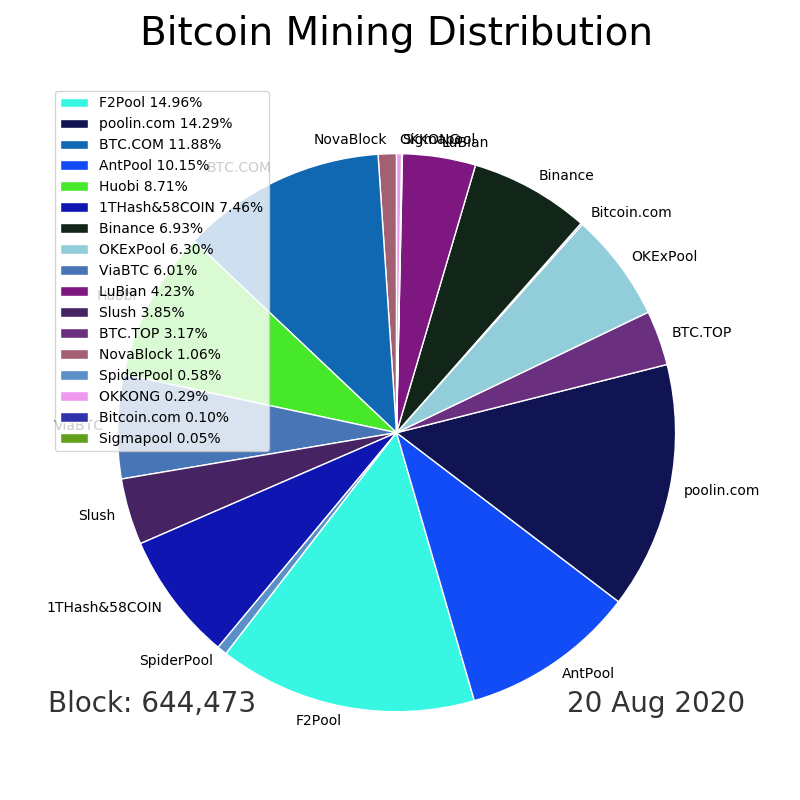 Bitcoin Mining Distribution
F2Pool 14.96%
poolin.com 14.29%
BTC.COM 11.88%
AntPool 10.15%
Huobi 8.71%
1THash&58COIN 7.46%
Binance 6.93%
OKExPool 6.30%
ViaBTC 6.01%
LuBian 4.23%
Slush 3.85%
BTC.TOP 3.17%
NovaBlock 1.06%
SpiderPool 0.58%
OKKONG 0.29%
Bitcoin.com 0.10%
Sigmapool 0.05%
NovaBlock
OKKONG
Sigmapool
LuBian
BTC.COM
Binance
Bitcoin.com
OKExPool
Huobi
BTC.TOP
ViaBTC
poolin.com
Slush
1THash&58COIN
SpiderPool
AntPool
F2Pool
Block: 644,473
20 Aug 2020